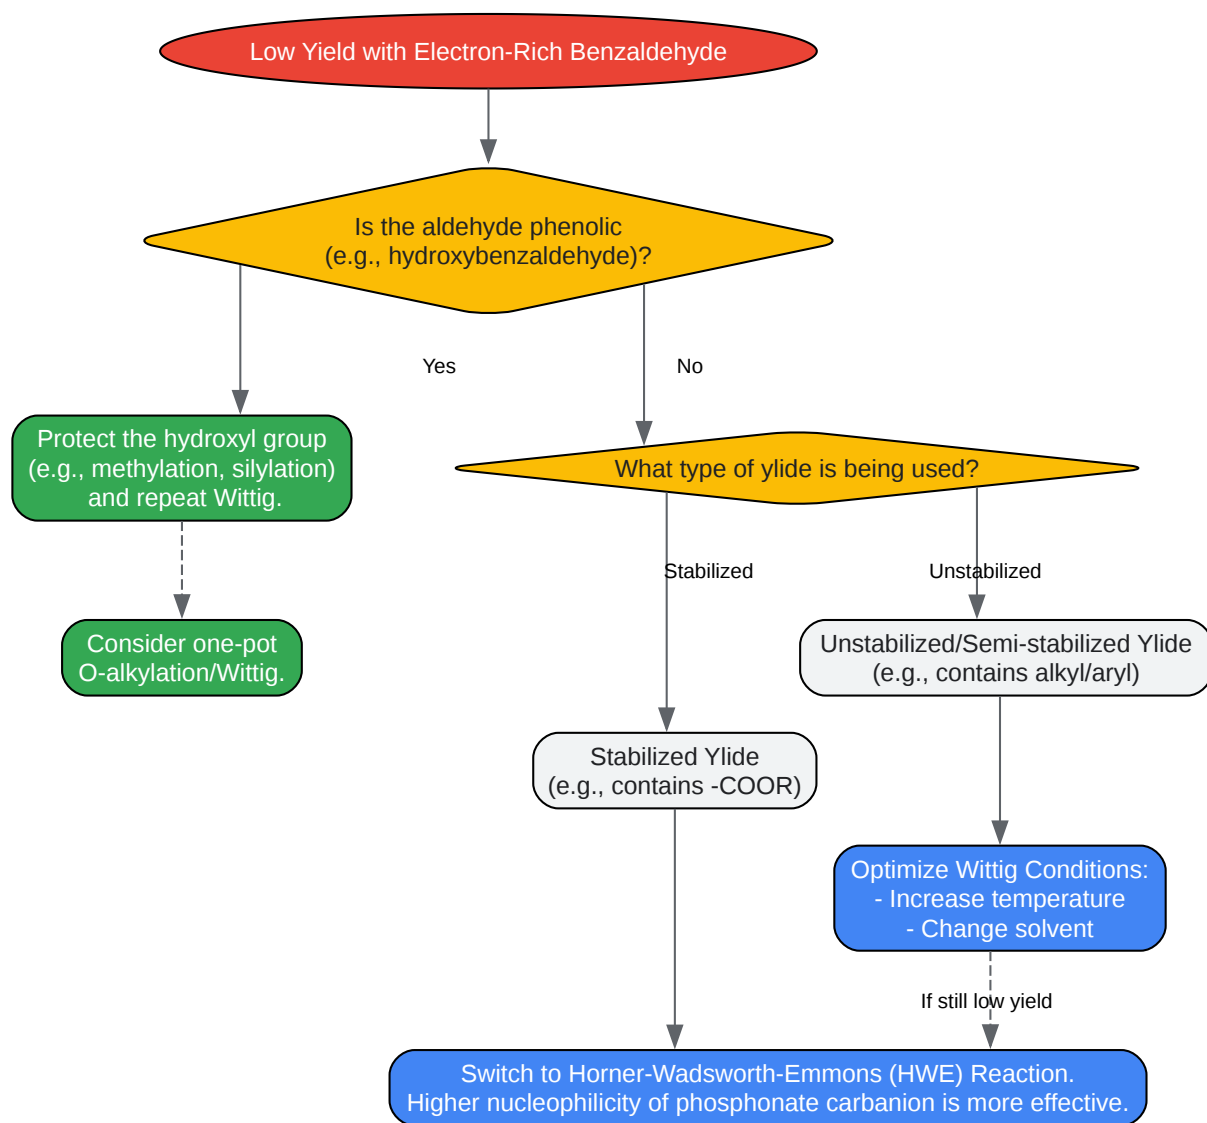 Low Yield with Electron-Rich Benzaldehyde
Is the aldehyde phenolic
(e.g., hydroxybenzaldehyde)?
Yes
No
Protect the hydroxyl group
(e.g., methylation, silylation)
and repeat Wittig.
What type of ylide is being used?
Stabilized
Unstabilized
Consider one-pot
O-alkylation/Wittig.
Unstabilized/Semi-stabilized Ylide
(e.g., contains alkyl/aryl)
Stabilized Ylide
(e.g., contains -COOR)
Optimize Wittig Conditions:
- Increase temperature
- Change solvent
If still low yield
Switch to Horner-Wadsworth-Emmons (HWE) Reaction.
Higher nucleophilicity of phosphonate carbanion is more effective.